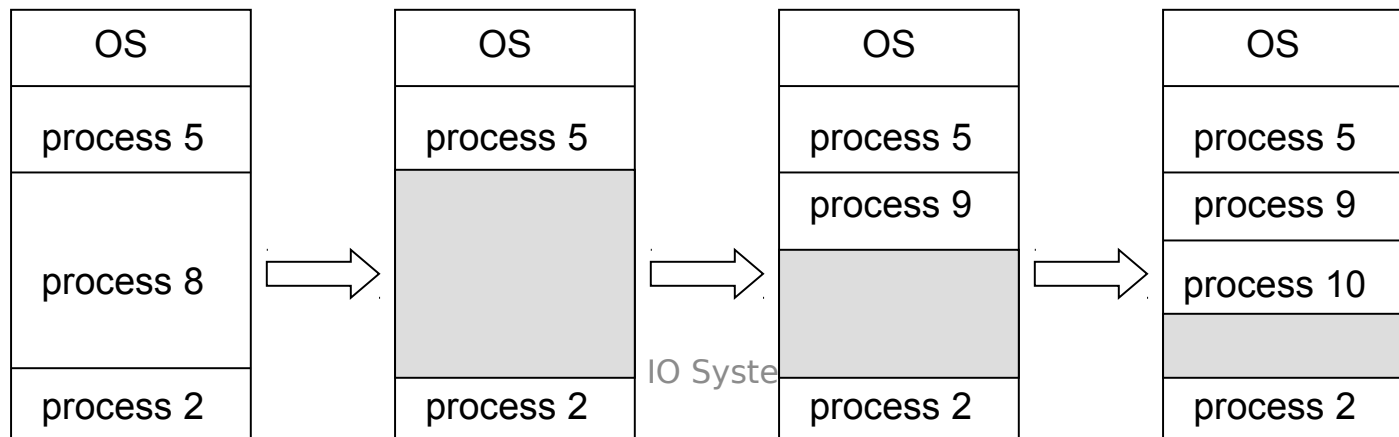 OS
process 5
process 8
process 2
OS
process 5
process 2
IO Syste
OS
process 5
process 9
process 2
OS
process 5
process 9
process 10
process 2